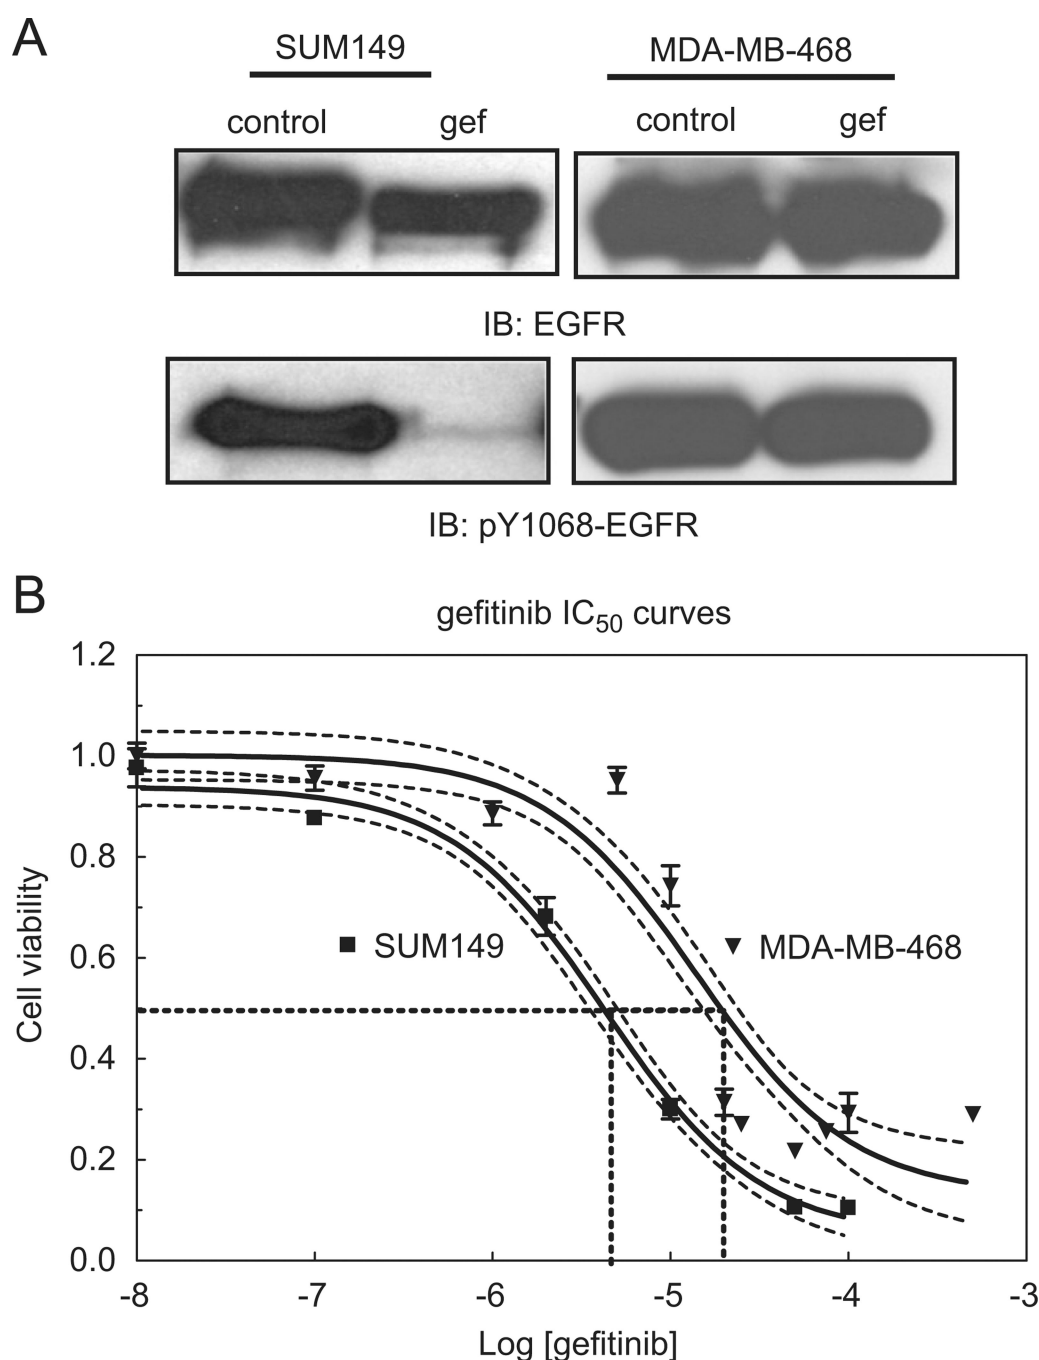 A
SUM149 MDA-MB-468
control gef control gef
IB: EGFR
IB: pY1068-EGFR
B
gefitinib IC50 curves
1.2
1.0
0.8
0.6
0.4
0.2
0.0
Cell viability
SUM149 MDA-MB-468
-8 -7 -6 -5 -4 -3
Log [gefitinib]